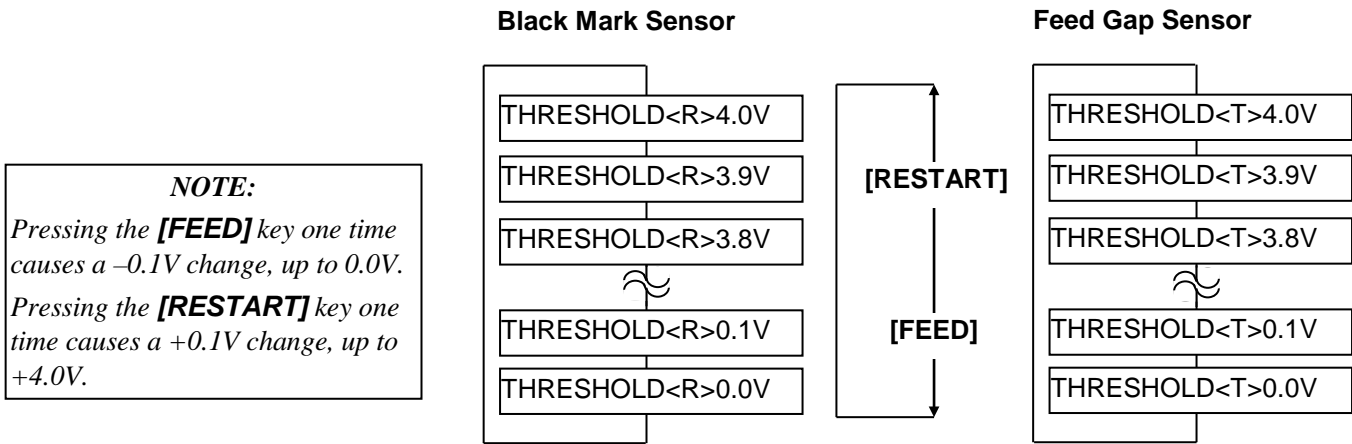 NOTE:
Pressing the [FEED] key one time
causes a –0.1V change, up to 0.0V.
Pressing the [RESTART] key one
time causes a +0.1V change, up to
+4.0V.
Black Mark Sensor
THRESHOLD<R>4.0V
THRESHOLD<R>3.9V
THRESHOLD<R>3.8V
THRESHOLD<R>0.1V
THRESHOLD<R>0.0V
[RESTART]
[FEED]
Feed Gap Sensor
THRESHOLD<T>4.0V
THRESHOLD<T>3.9V
THRESHOLD<T>3.8V
THRESHOLD<T>0.1V
THRESHOLD<T>0.0V